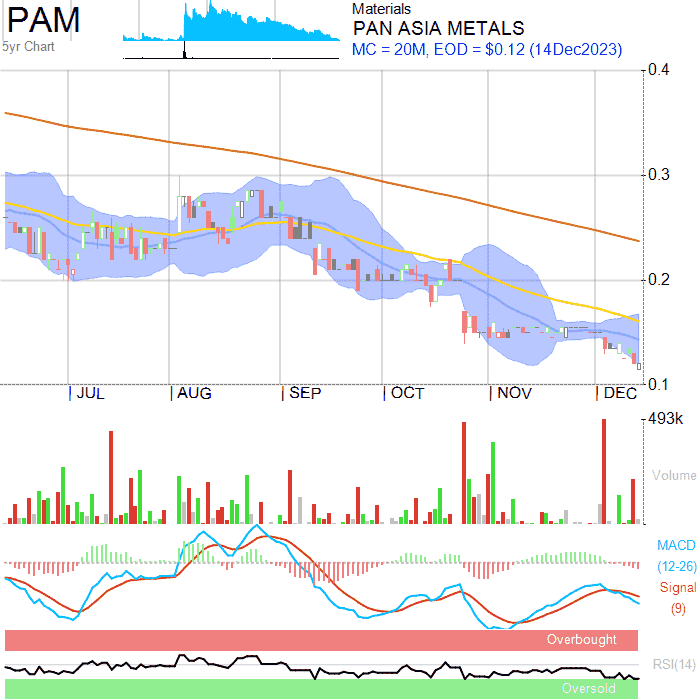 PAM
5yr Chart
Materials
PAN ASIA METALS
MC = 20M, EOD = $0.12 (14Dec2023)
0.4
0.3
0.2
0.1
JUL AUG SEP OCT NOV DEC
493k
Volume
MACD
(12-26)
Signal
(9)
Overbought
RSI(14)
Oversold